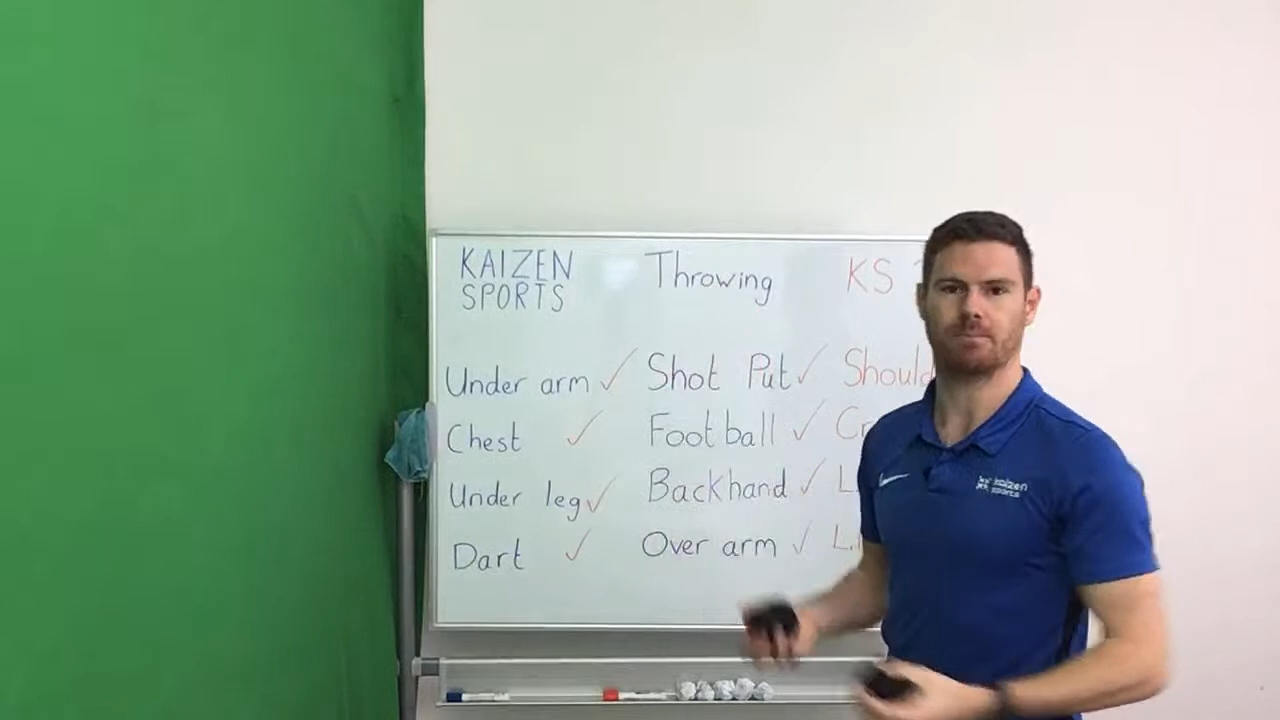 KAIZEN
SPORTS
Throwing
KS
Under arm ✓
Chest ✓
Under leg ✓
Dart ✓
Shot Put ✓
Football ✓
Backhand ✓
Over arm ✓
kaizen
sports